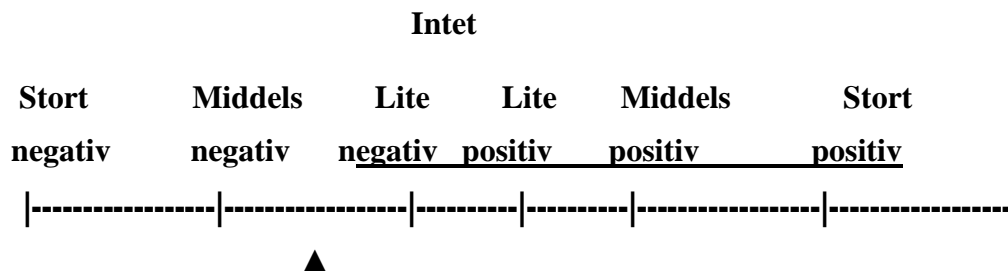 Intet
Stort Middels Lite Lite Middels Stort
negativ negativ negativ positiv positiv positiv
|------------------|------------------|----------|----------|------------------|------------------
▲